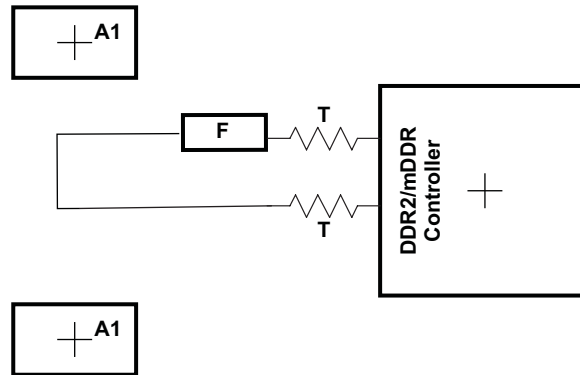 A1
T
F
DDR2/mDDR
Controller
T
A1